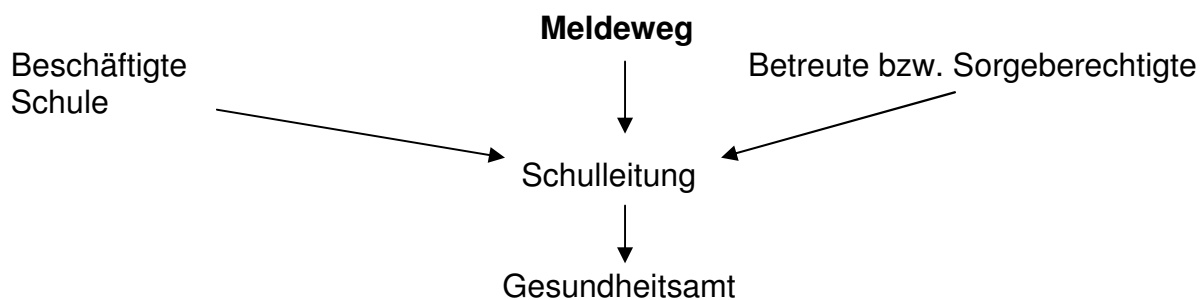 Meldeweg
Beschäftigte
Schule
Betreute bzw. Sorgeberechtigte
Schulleitung
Gesundheitsamt